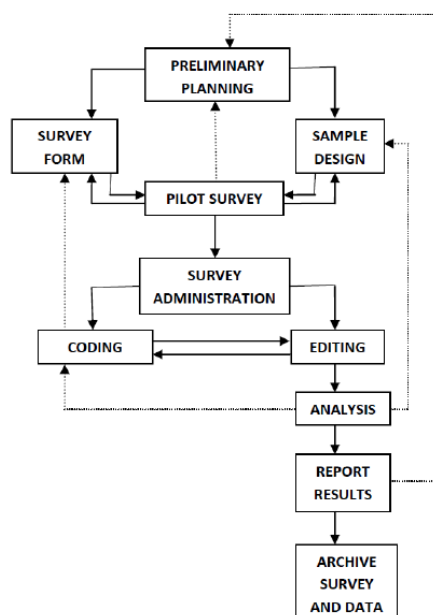 PRELIMINARY
PLANNING
SURVEY
FORM
SAMPLE
DESIGN
PILOT SURVEY
SURVEY
ADMINISTRATION
CODING
EDITING
ANALYSIS
REPORT
RESULTS
ARCHIVE
SURVEY
AND DATA